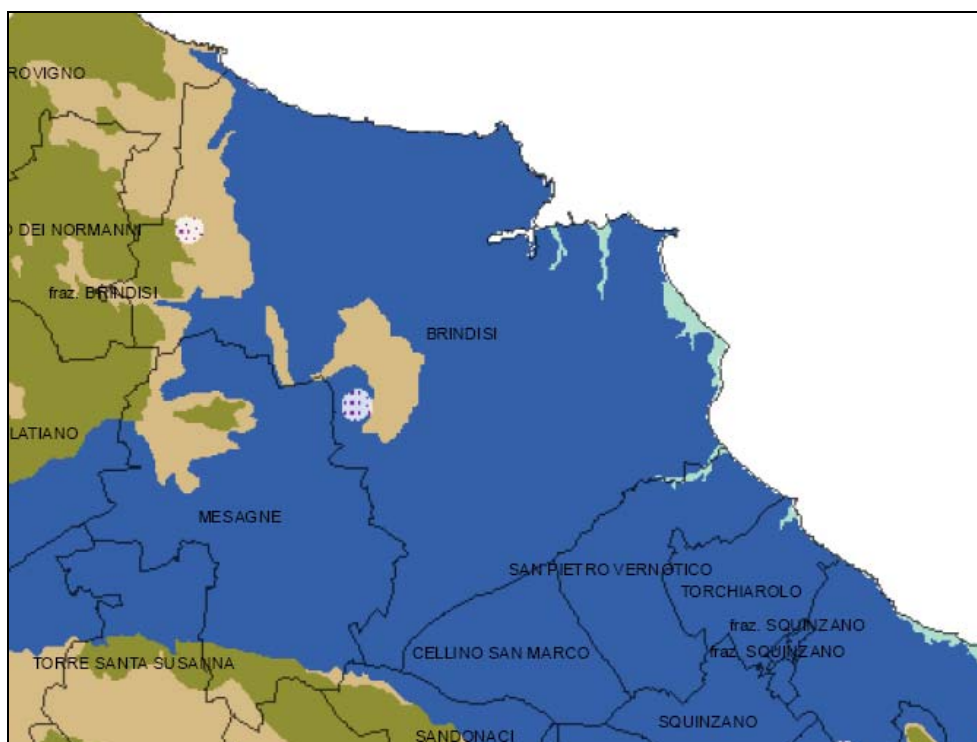 ROVIGNO
O DEI NORMANNI
fraz. BRINDISI
BRINDISI
LATIANO
MESAGNE
SAN PIETRO VERNOTICO
TORCHIAROLO
fraz. SQUINZANO
CELLINO SAN MARCO
fraz. SQUINZANO
TORRE SANTA SUSANNA
SQUINZANO
SANDONACI